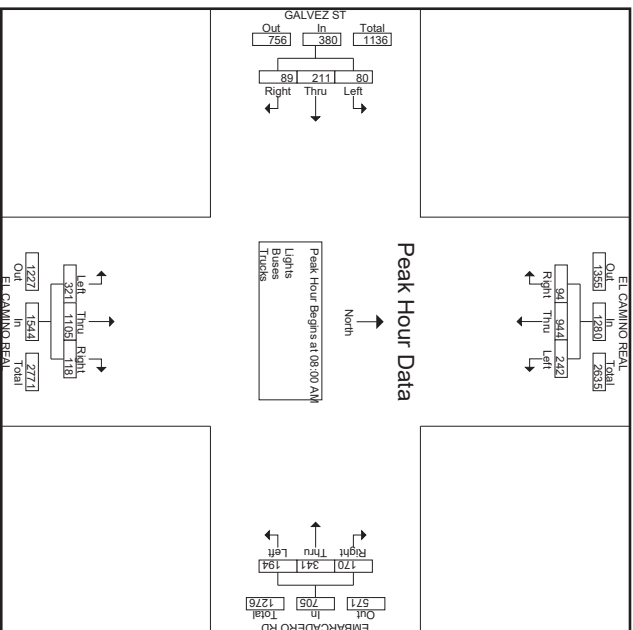 GALVEZ ST
Out In Total
756 380 1136
89 211 80
Right Thru Left
EL CAMINO REAL
Out In Total
1355 1280 2635
94 944 242
Right Thru Left
Peak Hour Data
North
Peak Hour Begins at 08:00 AM
Lights
Buses
Trucks
Left Thru Right
321 1105 118
Out In Total
1227 1544 2771
EL CAMINO REAL
Left Thru Right
194 341 170
Total In Out
1276 705 571
EMBARCADERO RD